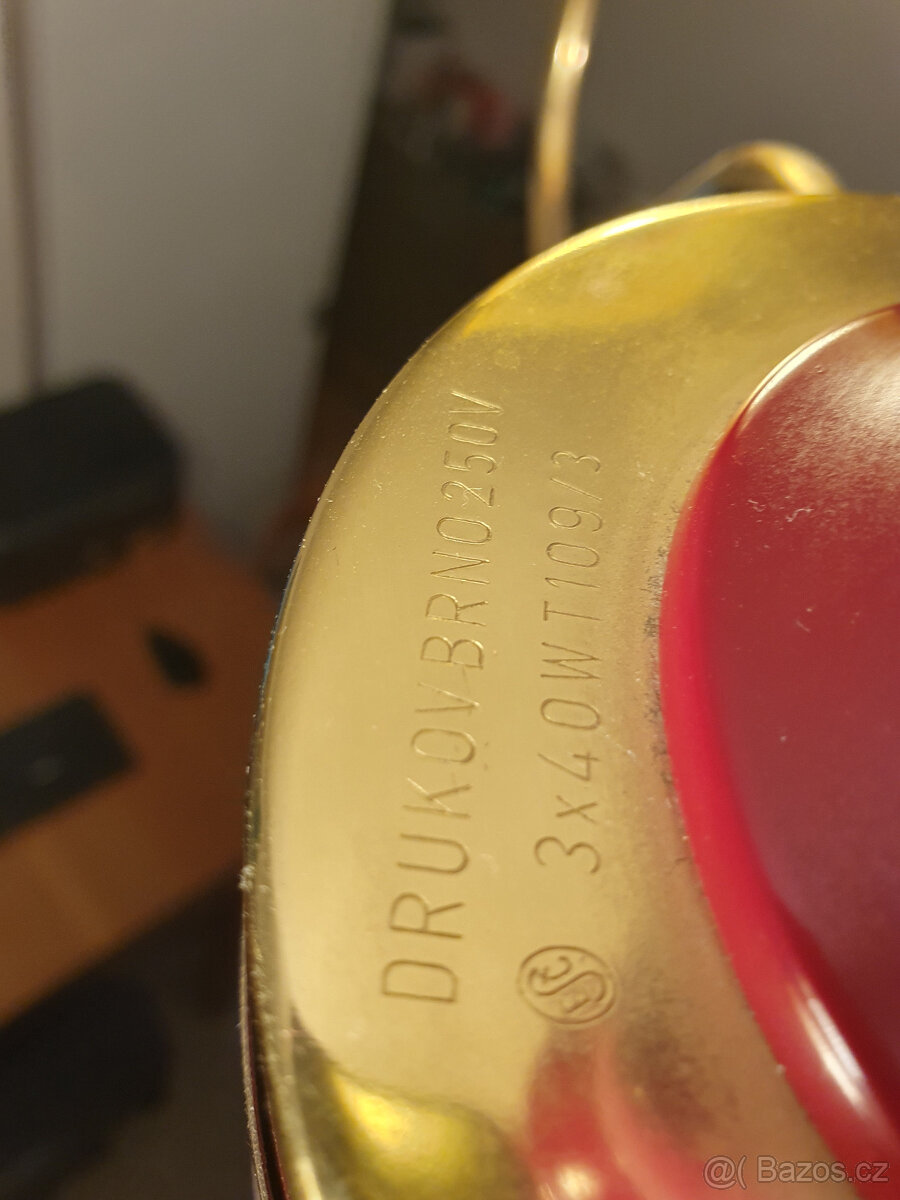 DRUKOV BRNO 250V
3x40W T109/3
@( Bazos.cz